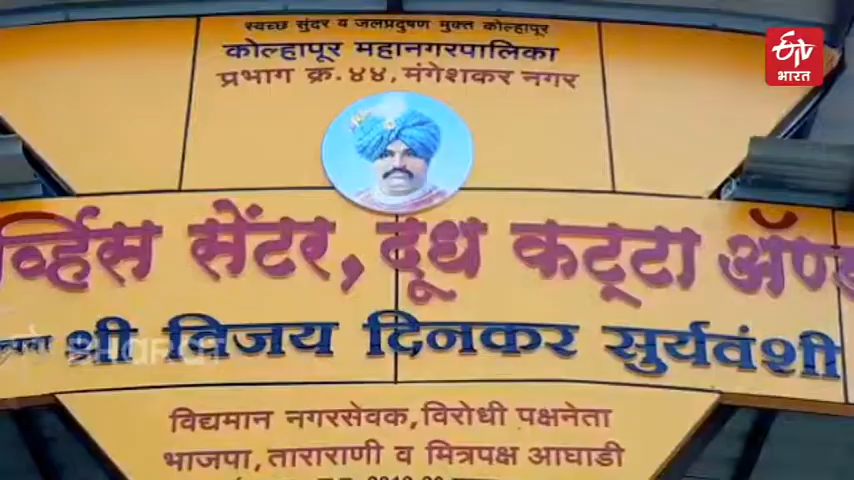 स्वच्छ सुंदर व जलप्रदुषण मुक्त कोल्हापूर
कोल्हापूर महानगरपालिका
प्रभाग क्र. ४४, मंगेशकर नगर
ETV भारत
र्व्हिस सेंटर, दूध कट्टा ॲण्ड
श्री विजय दिनकर सूर्यवंशी
BHARAT
विद्यमान नगरसेवक, विरोधी पक्षनेता
भाजपा, ताराराणी व मित्रपक्ष आघाडी